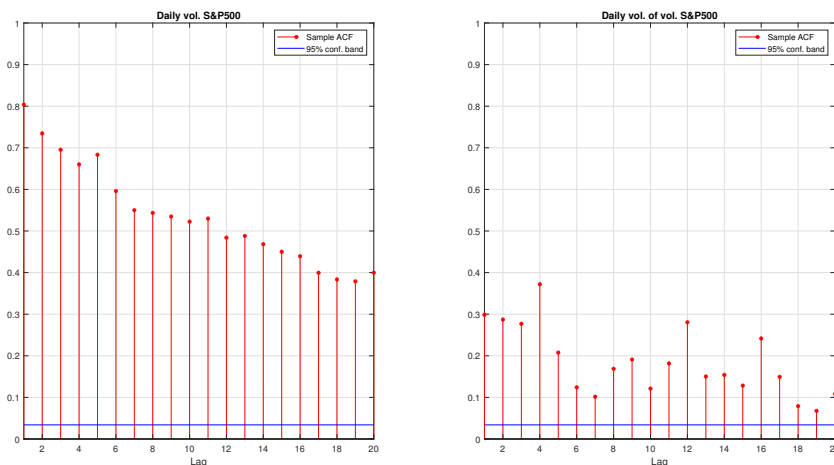 Daily vol. S&P500
Sample ACF
95% conf. band
1
0.9
0.8
0.7
0.6
0.5
0.4
0.3
0.2
0.1
0
2 4 6 8 10 12 14 16 18 20
Lag
Daily vol. of vol. S&P500
Sample ACF
95% conf. band
1
0.9
0.8
0.7
0.6
0.5
0.4
0.3
0.2
0.1
0
2 4 6 8 10 12 14 16 18
Lag